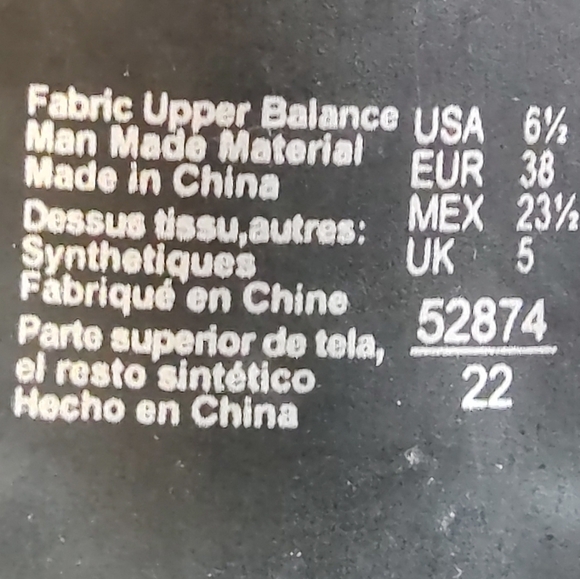 Fabric Upper Balance
Man Made Material
Made in China
Dessus tissu,autres:
Synthetiques
Fabriqué en Chine
Parte superior de tela,
el resto sintético
Hecho en China
USA 6½
EUR 38
MEX 23½
UK 5
52874
22